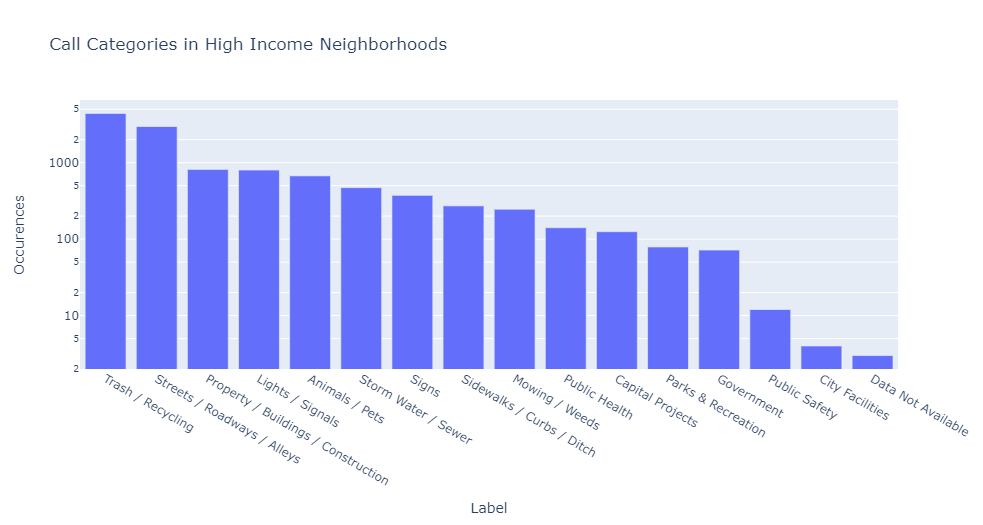 Call Categories in High Income Neighborhoods
Occurences
5
2
1000
5
2
100
5
2
10
5
2
Trash / Recycling
Streets / Roadways / Alleys
Property / Buildings / Construction
Lights / Signals
Animals / Pets
Storm Water / Sewer
Signs
Sidewalks / Curbs / Ditch
Mowing / Weeds
Public Health
Capital Projects
Parks & Recreation
Government
Public Safety
City Facilities
Data Not Available
Label